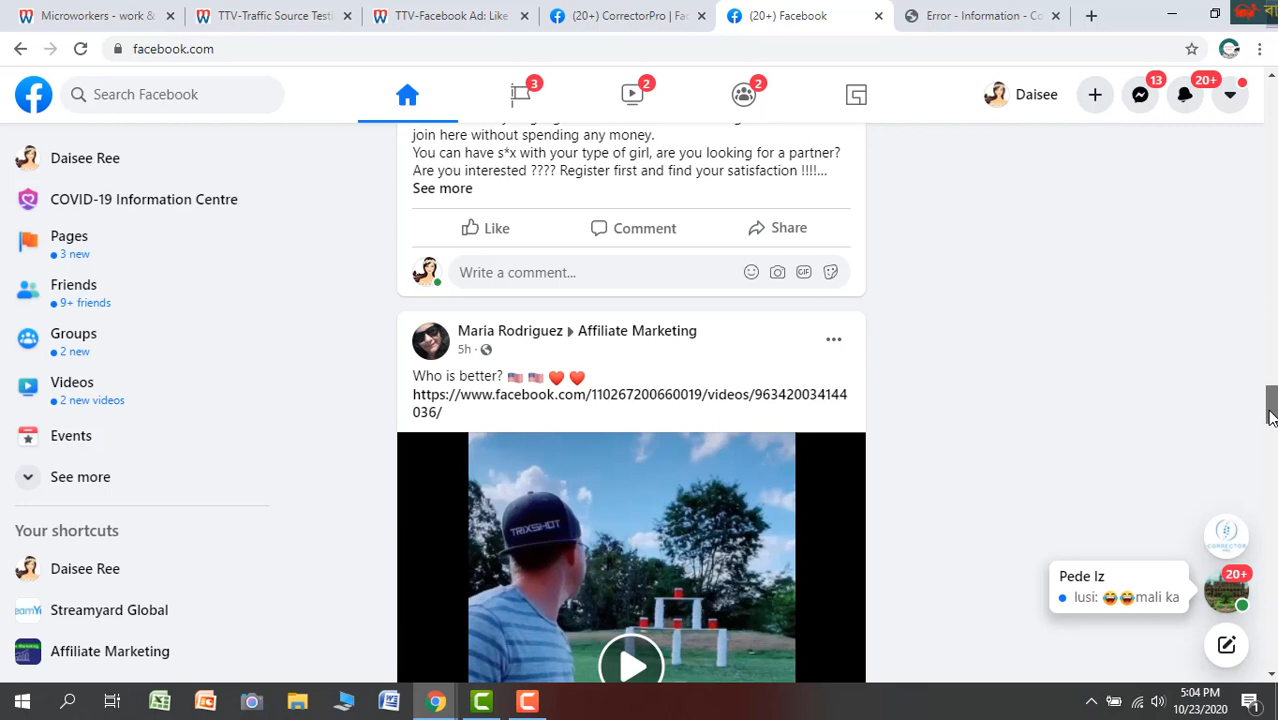 Microworkers - work &
TTV-Traffic Source Testi
TTV-Facebook Ad: Like
(20+) CorrectorPro | Fac
(20+) Facebook
Error - Information - Co
বা
facebook.com
Search Facebook
3
2
2
Daisee
13
20+
Daisee Ree
COVID-19 Information Centre
Pages
3 new
Friends
9+ friends
Groups
2 new
Videos
2 new videos
Events
See more
Your shortcuts
Daisee Ree
Streamyard Global
Affiliate Marketing
join here without spending any money.
You can have s*x with your type of girl, are you looking for a partner?
Are you interested ???? Register first and find your satisfaction !!!!...
See more
Like
Comment
Share
Write a comment...
GIF
Maria Rodriguez ▸ Affiliate Marketing
5h ·
Who is better? 🇺🇸 🇺🇸 ❤️ ❤️
https://www.facebook.com/110267200660019/videos/963420034144
036/
TRIXSHOT
CORRECTOR
Pede Iz
20+
lusi: 😂😂mali ka
5:04 PM
10/23/2020
1